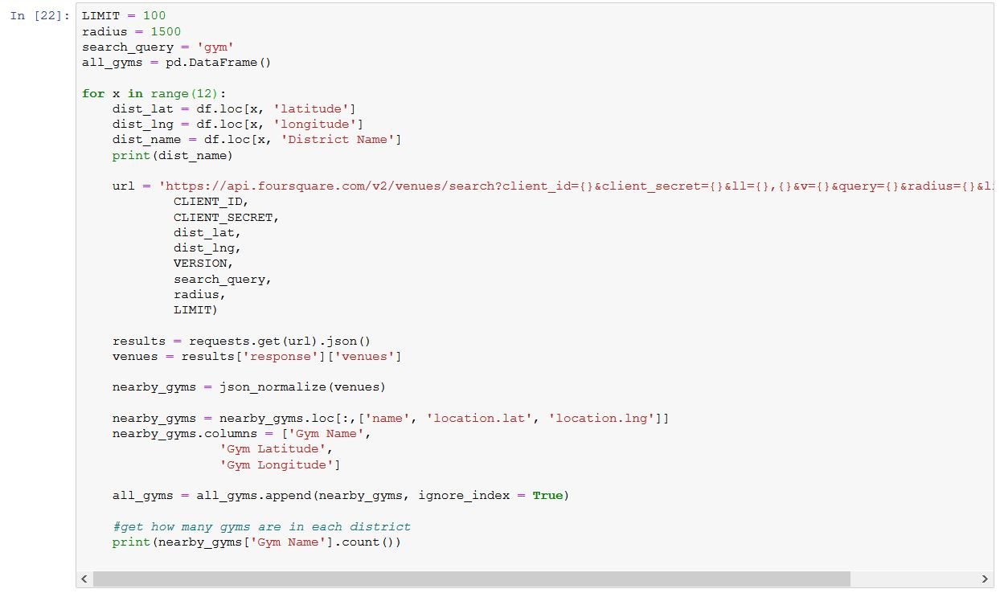 In [22]:
LIMIT = 100
radius = 1500
search_query = 'gym'
all_gyms = pd.DataFrame()
for x in range(12):
    dist_lat = df.loc[x, 'latitude']
    dist_lng = df.loc[x, 'longitude']
    dist_name = df.loc[x, 'District Name']
    print(dist_name)
    url = 'https://api.foursquare.com/v2/venues/search?client_id={}&client_secret={}&ll={},{}&v={}&query={}&radius={}&l
            CLIENT_ID,
            CLIENT_SECRET,
            dist_lat,
            dist_lng,
            VERSION,
            search_query,
            radius,
            LIMIT)
    results = requests.get(url).json()
    venues = results['response']['venues']
    nearby_gyms = json_normalize(venues)
    nearby_gyms = nearby_gyms.loc[:,['name', 'location.lat', 'location.lng']]
    nearby_gyms.columns = ['Gym Name',
                  'Gym Latitude',
                  'Gym Longitude']
    all_gyms = all_gyms.append(nearby_gyms, ignore_index = True)
    #get how many gyms are in each district
    print(nearby_gyms['Gym Name'].count())